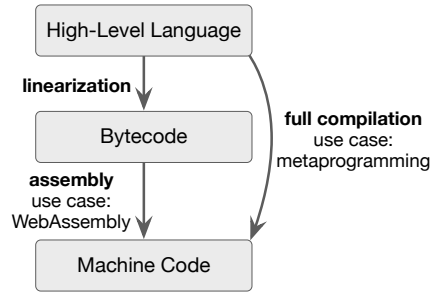 High-Level Language
linearization
full compilation
use case:
metaprogramming
Bytecode
assembly
use case:
WebAssembly
Machine Code